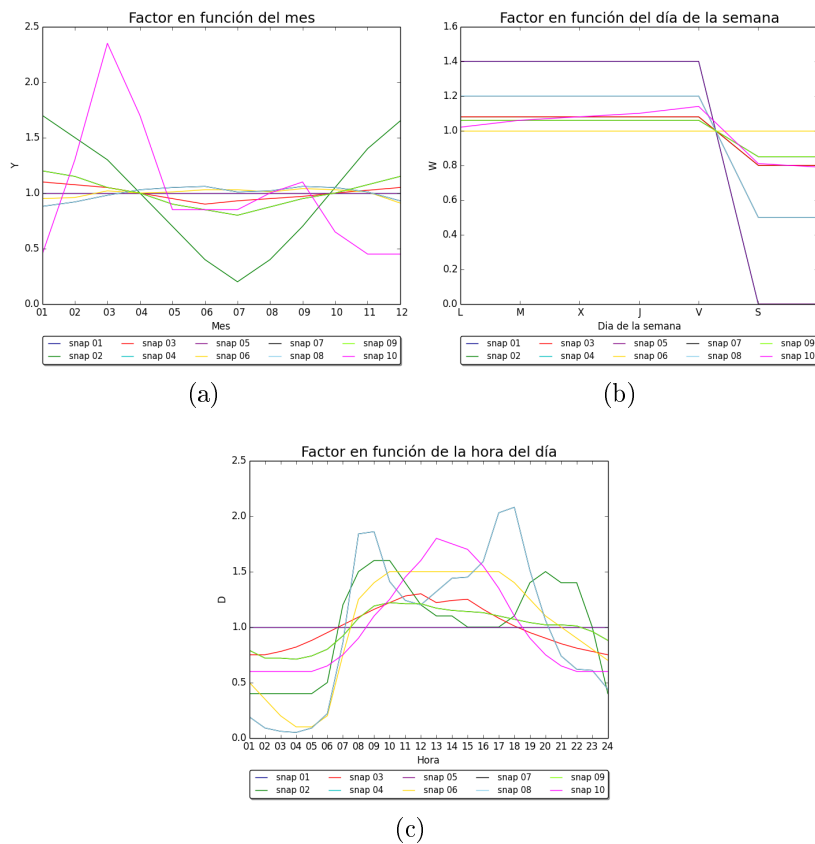 Factor en función del mes
2.5
2.0
1.5
1.0
0.5
0.0
Y
01 02 03 04 05 06 07 08 09 10 11 12
Mes
snap 01 snap 03 snap 05 snap 07 snap 09
snap 02 snap 04 snap 06 snap 08 snap 10
(a)
Factor en función del día de la semana
1.6
1.4
1.2
1.0
0.8
0.6
0.4
0.2
0.0
W
L M X J V S
Dia de la semana
snap 01 snap 03 snap 05 snap 07 snap 09
snap 02 snap 04 snap 06 snap 08 snap 10
(b)
Factor en función de la hora del día
2.5
2.0
1.5
1.0
0.5
0.0
D
01 02 03 04 05 06 07 08 09 10 11 12 13 14 15 16 17 18 19 20 21 22 23 24
Hora
snap 01 snap 03 snap 05 snap 07 snap 09
snap 02 snap 04 snap 06 snap 08 snap 10
(c)